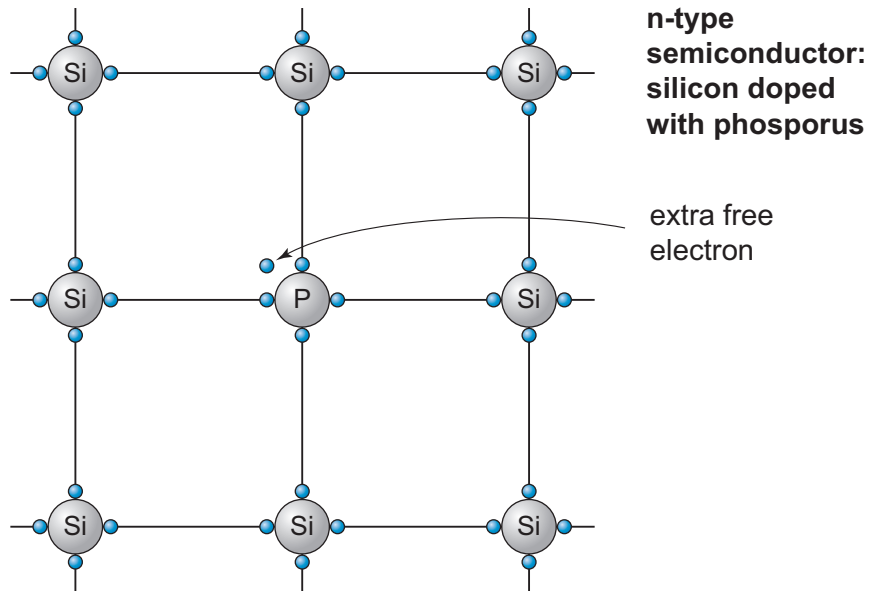 n-type
semiconductor:
silicon doped
with phosporus
Si Si Si
extra free
electron
Si P Si
Si Si Si